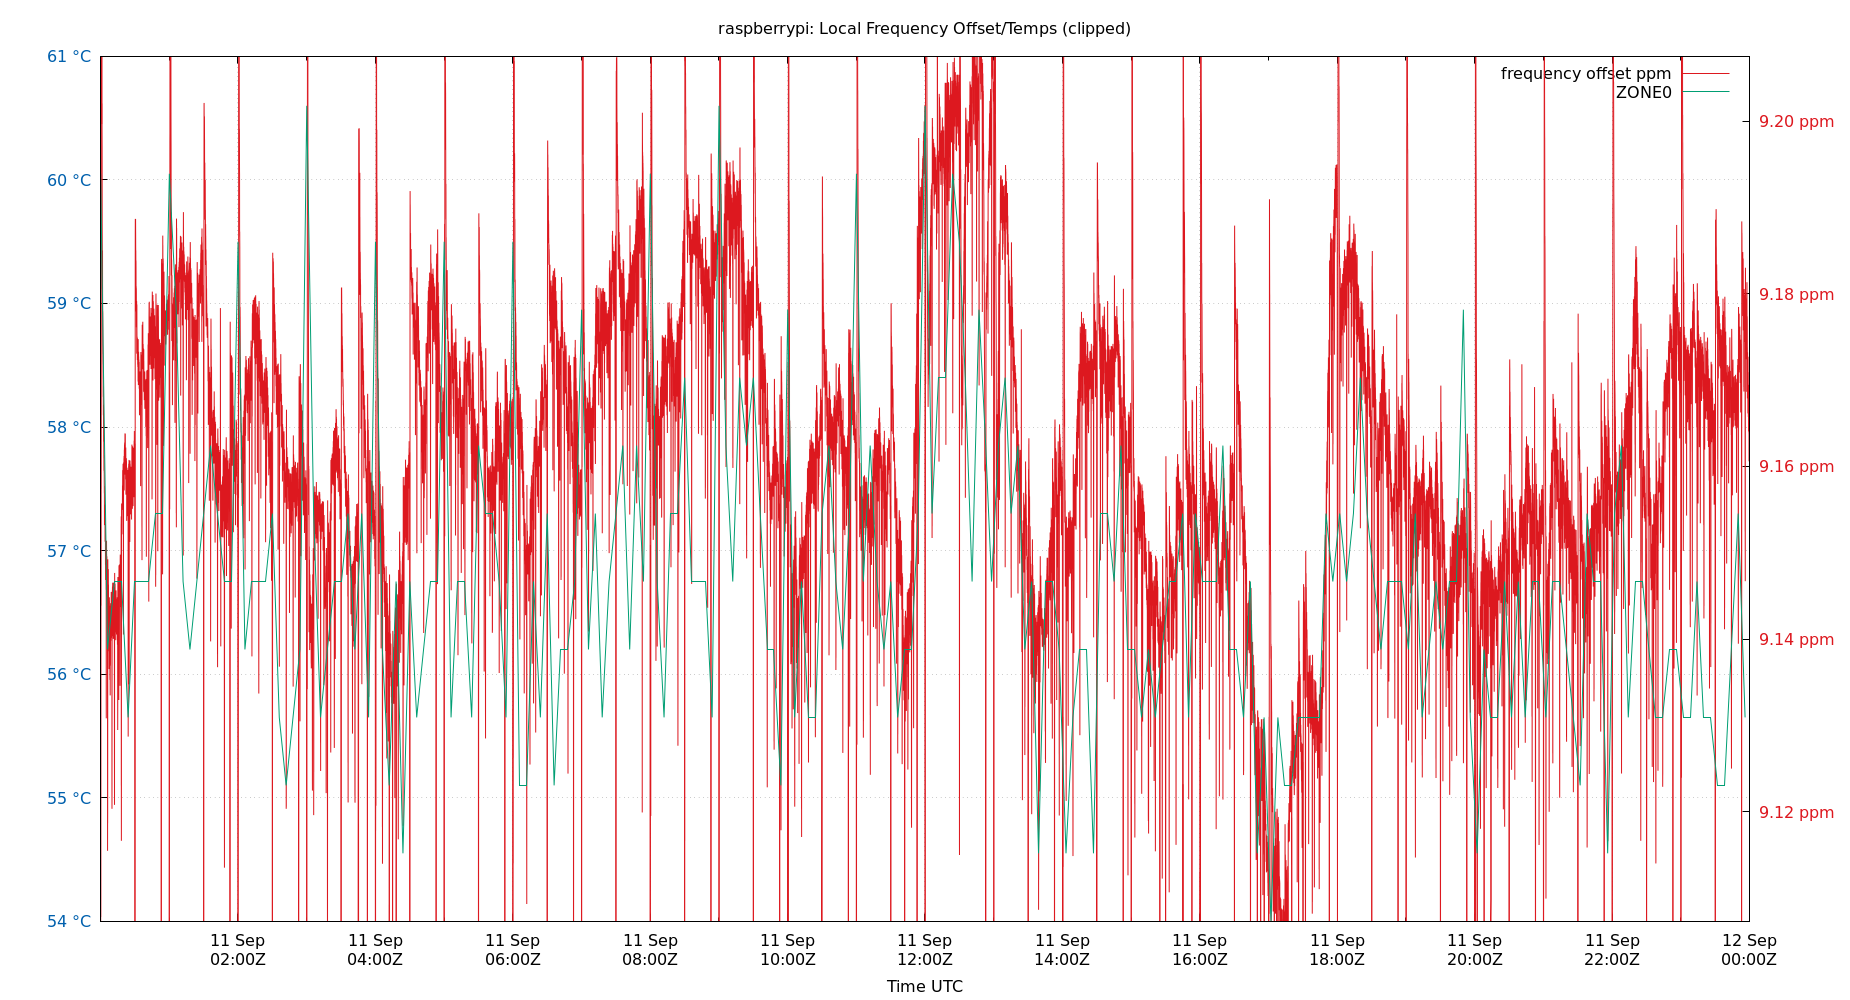 raspberrypi: Local Frequency Offset/Temps (clipped)
61 °C
60 °C
59 °C
58 °C
57 °C
56 °C
55 °C
54 °C
frequency offset ppm
ZONE0
9.20 ppm
9.18 ppm
9.16 ppm
9.14 ppm
9.12 ppm
11 Sep 11 Sep 11 Sep 11 Sep 11 Sep 11 Sep 11 Sep 11 Sep 11 Sep 11 Sep 11 Sep 12 Sep
02:00Z 04:00Z 06:00Z 08:00Z 10:00Z 12:00Z 14:00Z 16:00Z 18:00Z 20:00Z 22:00Z 00:00Z
Time UTC